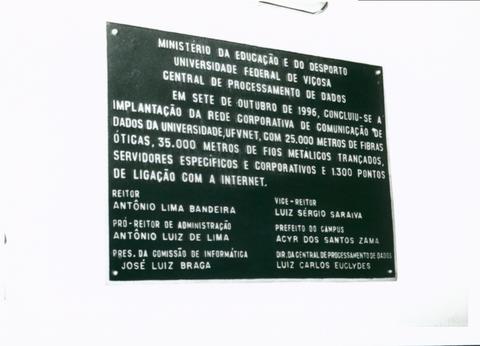 MINISTÉRIO DA EDUCAÇÃO E DO DESPORTO
UNIVERSIDADE FEDERAL DE VIÇOSA
CENTRAL DE PROCESSAMENTO DE DADOS
EM SETE DE OUTUBRO DE 1996, CONCLUIU-SE A
IMPLANTAÇÃO DA REDE CORPORATIVA DE COMUNICAÇÃO DE
DADOS DA UNIVERSIDADE, UFVNET, COM 25.000 METROS DE FIBRAS
ÓTICAS, 35.000 METROS DE FIOS METÁLICOS TRANÇADOS,
SERVIDORES ESPECÍFICOS E CORPORATIVOS E 1.300 PONTOS
DE LIGAÇÃO COM A INTERNET.
REITOR
ANTÔNIO LIMA BANDEIRA
VICE-REITOR
LUIZ SÉRGIO SARAIVA
PRÓ-REITOR DE ADMINISTRAÇÃO
ANTÔNIO LUIZ DE LIMA
PREFEITO DO CAMPUS
ACYR DOS SANTOS ZAMA
PRES. DA COMISSÃO DE INFORMÁTICA
JOSÉ LUIZ BRAGA
DIR. DA CENTRAL DE PROCESSAMENTO DE DADOS
LUIZ CARLOS EUCLYDES